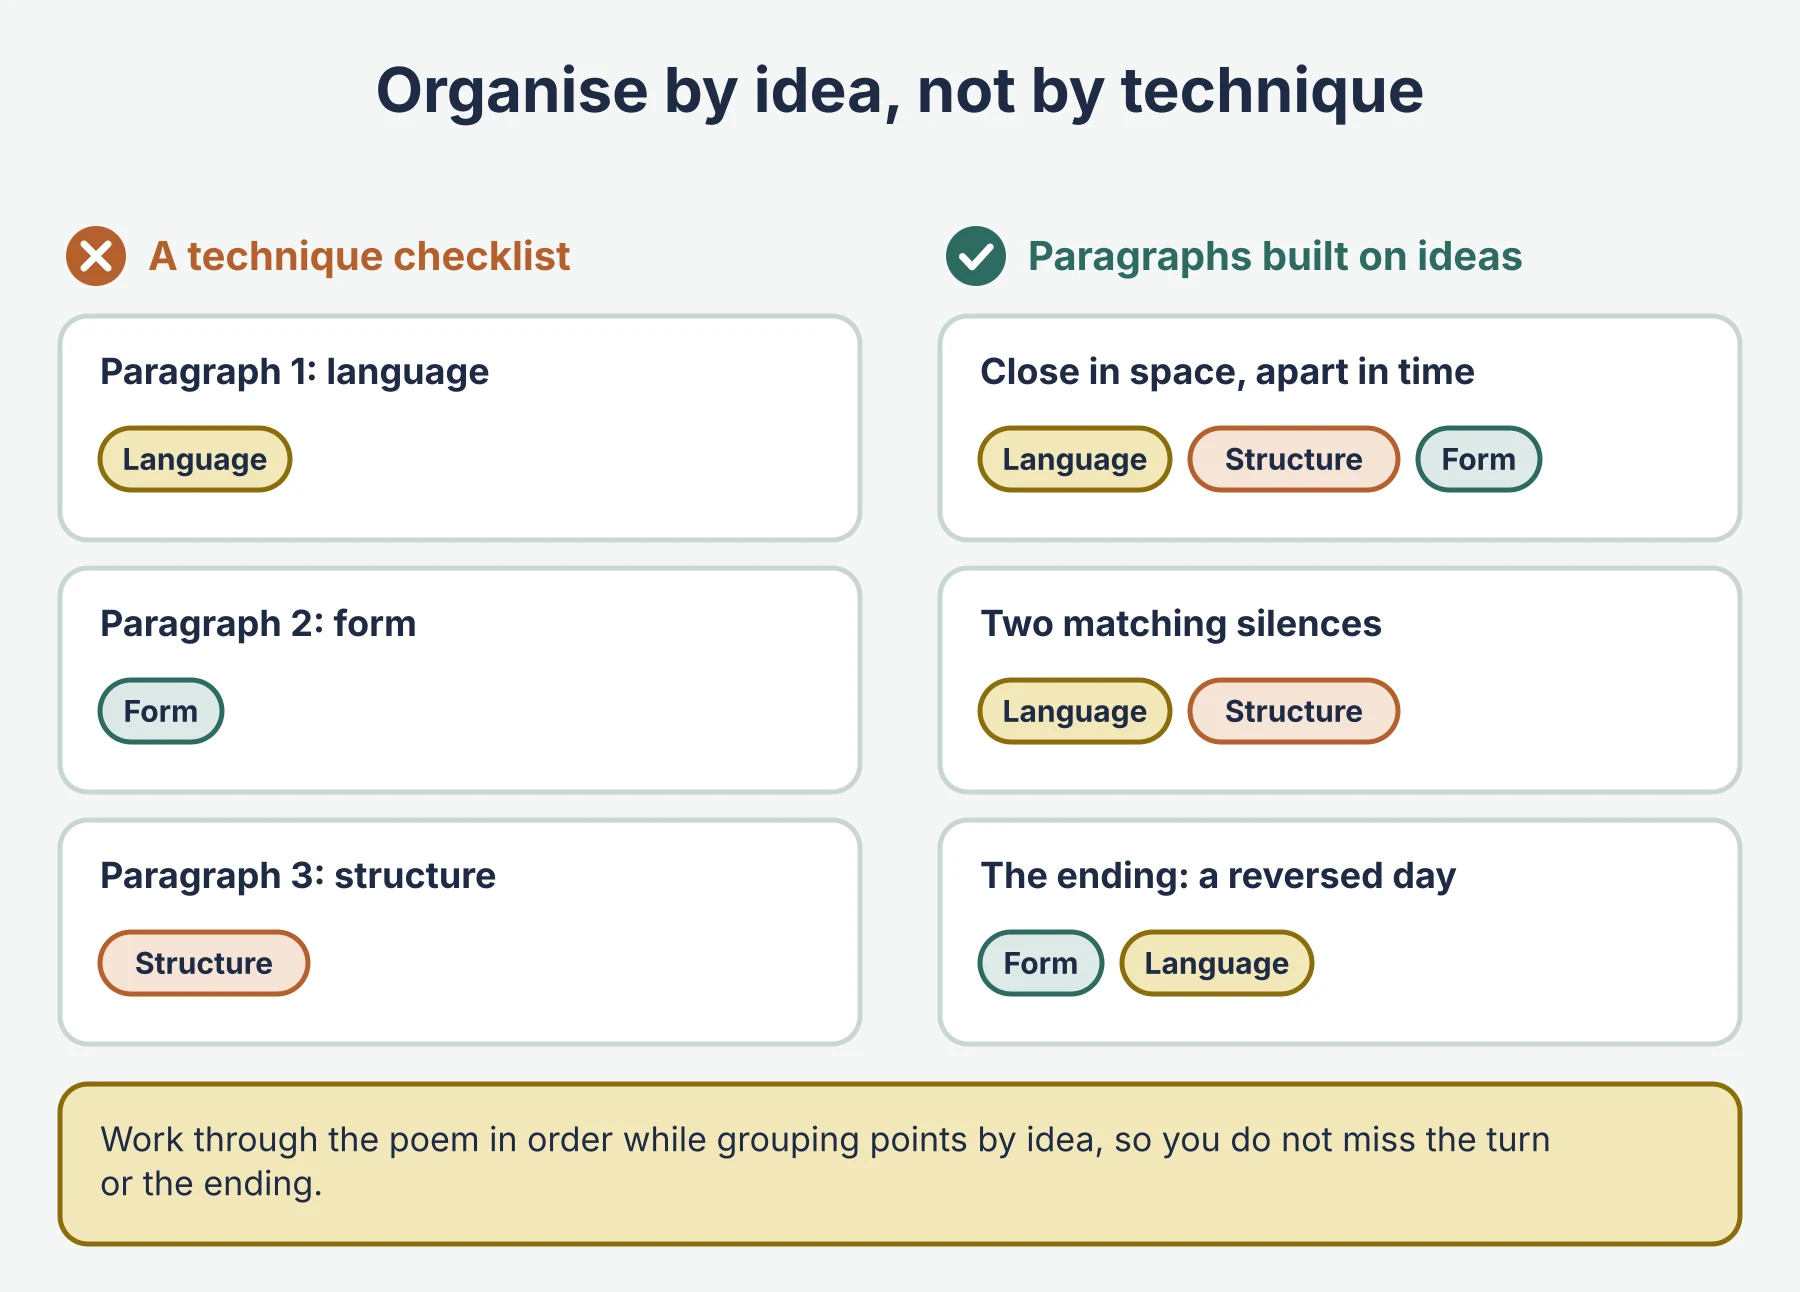 Organise by idea, not by technique
A technique checklist
Paragraph 1: language
Language
Paragraph 2: form
Form
Paragraph 3: structure
Structure
Paragraphs built on ideas
Close in space, apart in time
Language Structure Form
Two matching silences
Language Structure
The ending: a reversed day
Form Language
Work through the poem in order while grouping points by idea, so you do not miss the turn
or the ending.